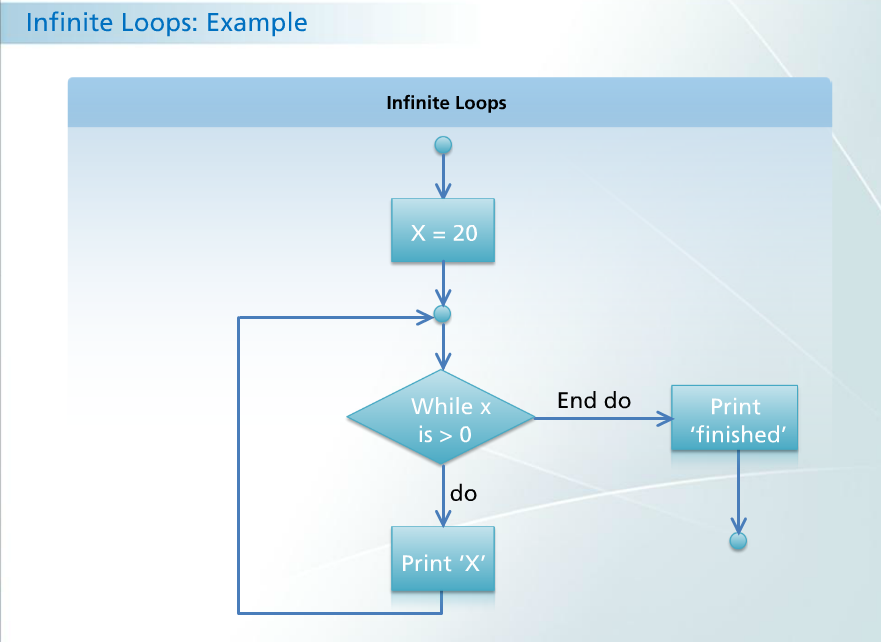 Infinite Loops: Example
Infinite Loops
X = 20
While x
is > 0
End do
Print
‘finished’
do
Print ‘X’